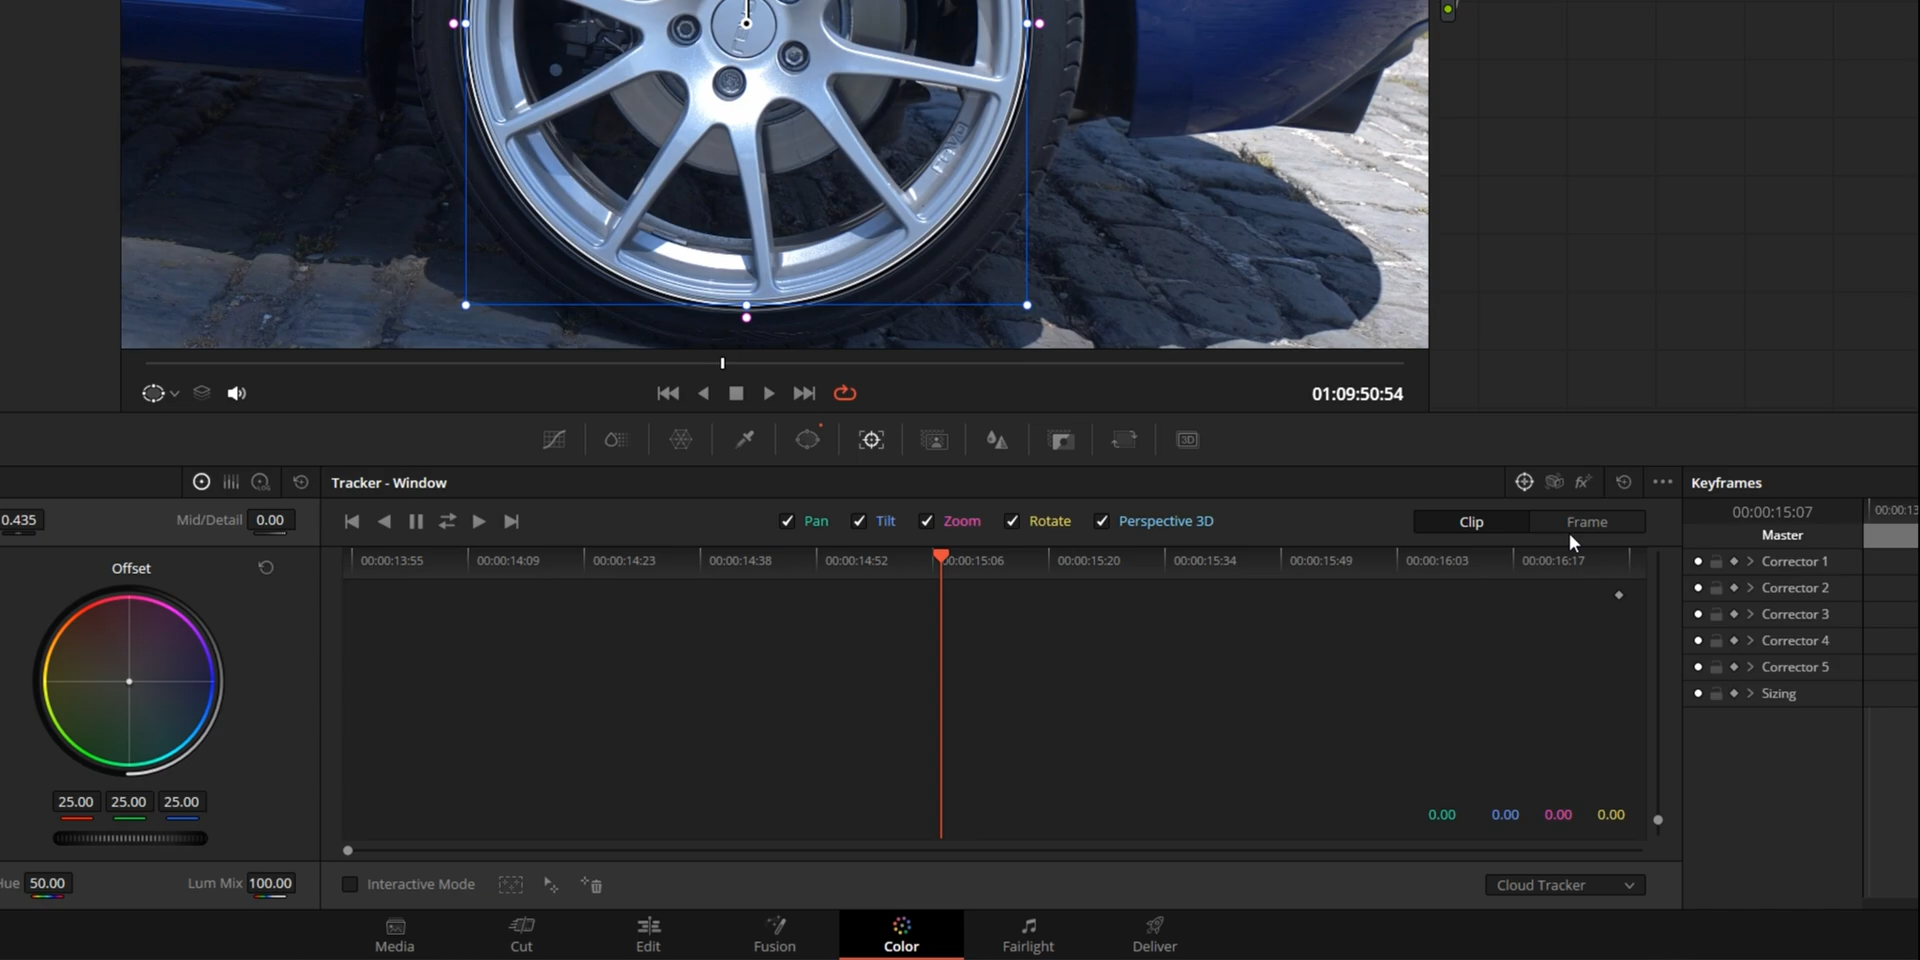 01:09:50:54
3D
Tracker - Window
Keyframes
0.435
Mid/Detail 0.00
Pan
Tilt
Zoom
Rotate
Perspective 3D
Clip
Frame
00:00:15:07
00:00:13
Master
00:00:13:55
00:00:14:09
00:00:14:23
00:00:14:38
00:00:14:52
00:00:15:06
00:00:15:20
00:00:15:34
00:00:15:49
00:00:16:03
00:00:16:17
Offset
Corrector 1
Corrector 2
Corrector 3
Corrector 4
Corrector 5
Sizing
25.00 25.00 25.00
0.00 0.00 0.00 0.00
Hue 50.00
Lum Mix 100.00
Interactive Mode
Cloud Tracker
Media
Cut
Edit
Fusion
Color
Fairlight
Deliver